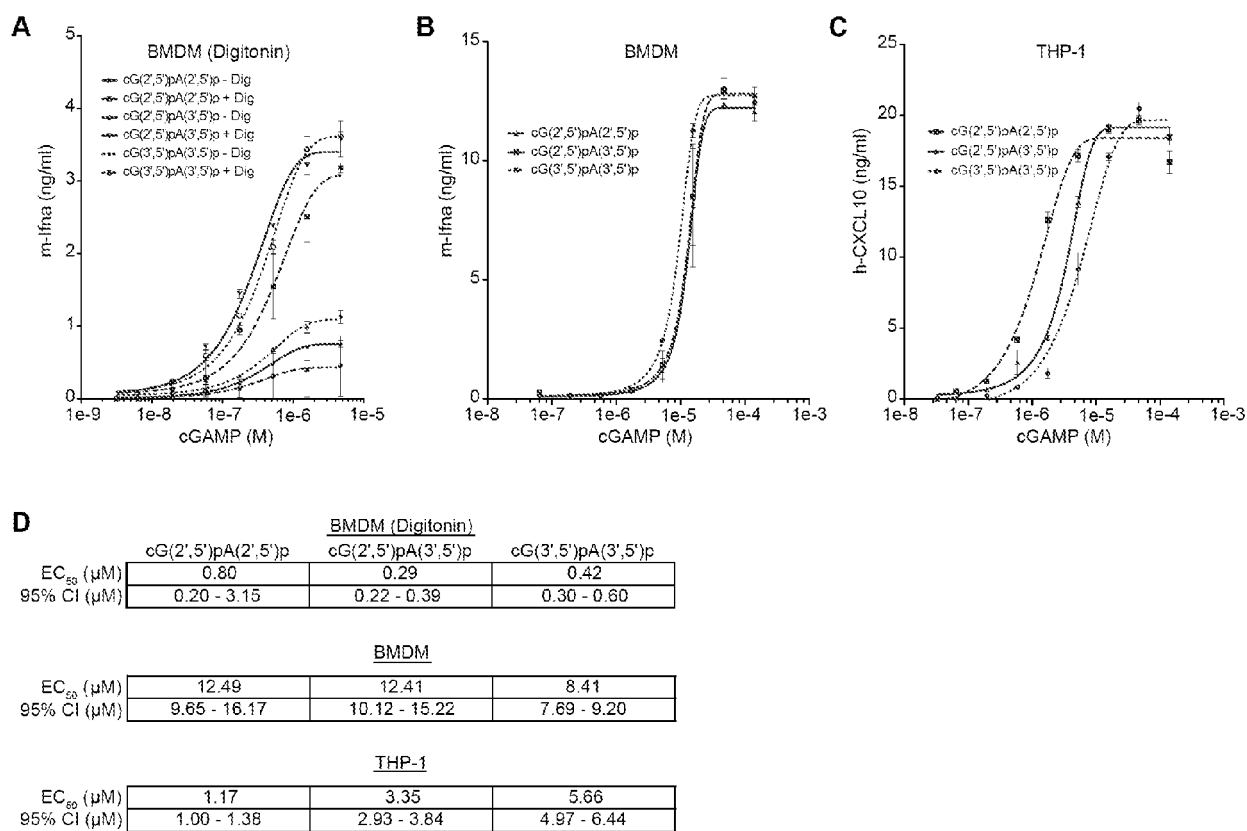 A
BMDM (Digitonin)
cG(2',5')pA(2',5')p - Dig
cG(2',5')pA(2',5')p + Dig
cG(2',5')pA(3',5')p - Dig
cG(2',5')pA(3',5')p + Dig
cG(3',5')pA(3',5')p - Dig
cG(3',5')pA(3',5')p + Dig
m-Ifna (ng/ml)
5
4
3
2
1
0
1e-9 1e-8 1e-7 1e-6 1e-5
cGAMP (M)
B
BMDM
cG(2',5')pA(2',5')p
cG(2',5')pA(3',5')p
cG(3',5')pA(3',5')p
m-Ifna (ng/ml)
15
10
5
0
1e-8 1e-7 1e-6 1e-5 1e-4 1e-3
cGAMP (M)
C
THP-1
cG(2',5')pA(2',5')p
cG(2',5')pA(3',5')p
cG(3',5')pA(3',5')p
h-CXCL10 (ng/ml)
25
20
15
10
5
0
1e-8 1e-7 1e-6 1e-5 1e-4 1e-3
cGAMP (M)
D
BMDM (Digitonin)
cG(2',5')pA(2',5')p cG(2',5')pA(3',5')p cG(3',5')pA(3',5')p
EC50 (µM) 0.80 0.29 0.42
95% CI (µM) 0.20 - 3.15 0.22 - 0.39 0.30 - 0.60
BMDM
EC50 (µM) 12.49 12.41 8.41
95% CI (µM) 9.65 - 16.17 10.12 - 15.22 7.69 - 9.20
THP-1
EC50 (µM) 1.17 3.35 5.66
95% CI (µM) 1.00 - 1.38 2.93 - 3.84 4.97 - 6.44